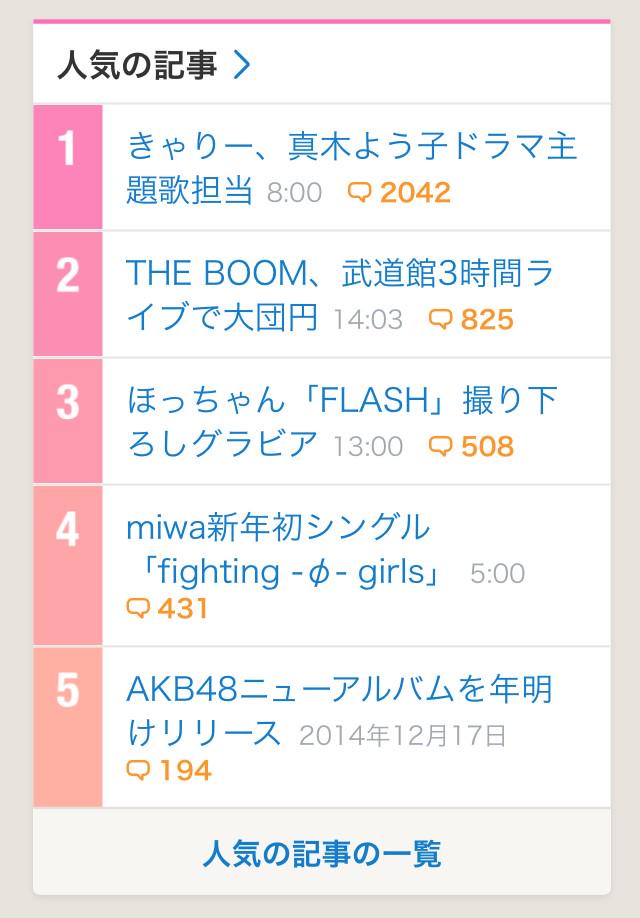 人気の記事
1
きゃりー、真木よう子ドラマ主
題歌担当 8:00 2042
2
THE BOOM、武道館3時間ラ
イブで大団円 14:03 825
3
ほっちゃん「FLASH」撮り下
ろしグラビア 13:00 508
4
miwa新年初シングル
「fighting -φ- girls」 5:00
431
5
AKB48ニューアルバムを年明
けリリース 2014年12月17日
194
人気の記事の一覧